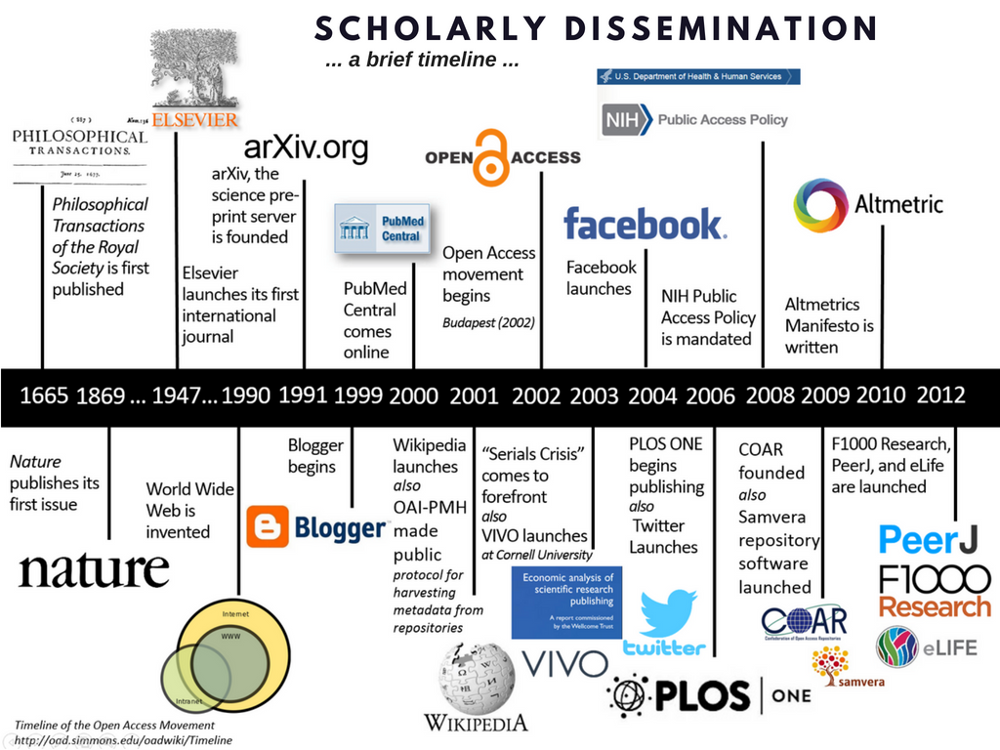 SCHOLARLY DISSEMINATION
... a brief timeline ...
ELSEVIER
( 887 )
PHILOSOPHICAL
TRANSACTIONS.
June 25. 1677.
Philosophical
Transactions
of the Royal
Society is first
published
Elsevier
launches its first
international
journal
arXiv.org
arXiv, the
science pre-
print server
is founded
PubMed
Central
PubMed
Central
comes
online
OPEN ACCESS
Open Access
movement
begins
Budapest (2002)
facebook.
Facebook
launches
U.S. Department of Health & Human Services
NIH Public Access Policy
NIH Public
Access Policy
is mandated
Altmetric
Altmetrics
Manifesto is
written
1665 1869 ... 1947... 1990 1991 1999 2000 2001 2002 2003 2004 2006 2008 2009 2010 2012
Nature
publishes its
first issue
nature
World Wide
Web is
invented
Internet
WWW
Intranet
Blogger
begins
Blogger
Wikipedia
launches
also
OAI-PMH
made
public
protocol for
harvesting
metadata from
repositories
WIKIPEDIA
“Serials Crisis”
comes to
forefront
also
VIVO launches
at Cornell University
Economic analysis of
scientific research
publishing
A report commissioned
by the Wellcome Trust
VIVO
PLOS ONE
begins
publishing
also
Twitter
Launches
twitter
PLOS | ONE
COAR
founded
also
Samvera
repository
software
launched
COAR
Confederation of Open Access Repositories
samvera
F1000 Research,
PeerJ, and eLife
are launched
PeerJ
F1000
Research
eLIFE
Timeline of the Open Access Movement
http://oad.simmons.edu/oadwiki/Timeline